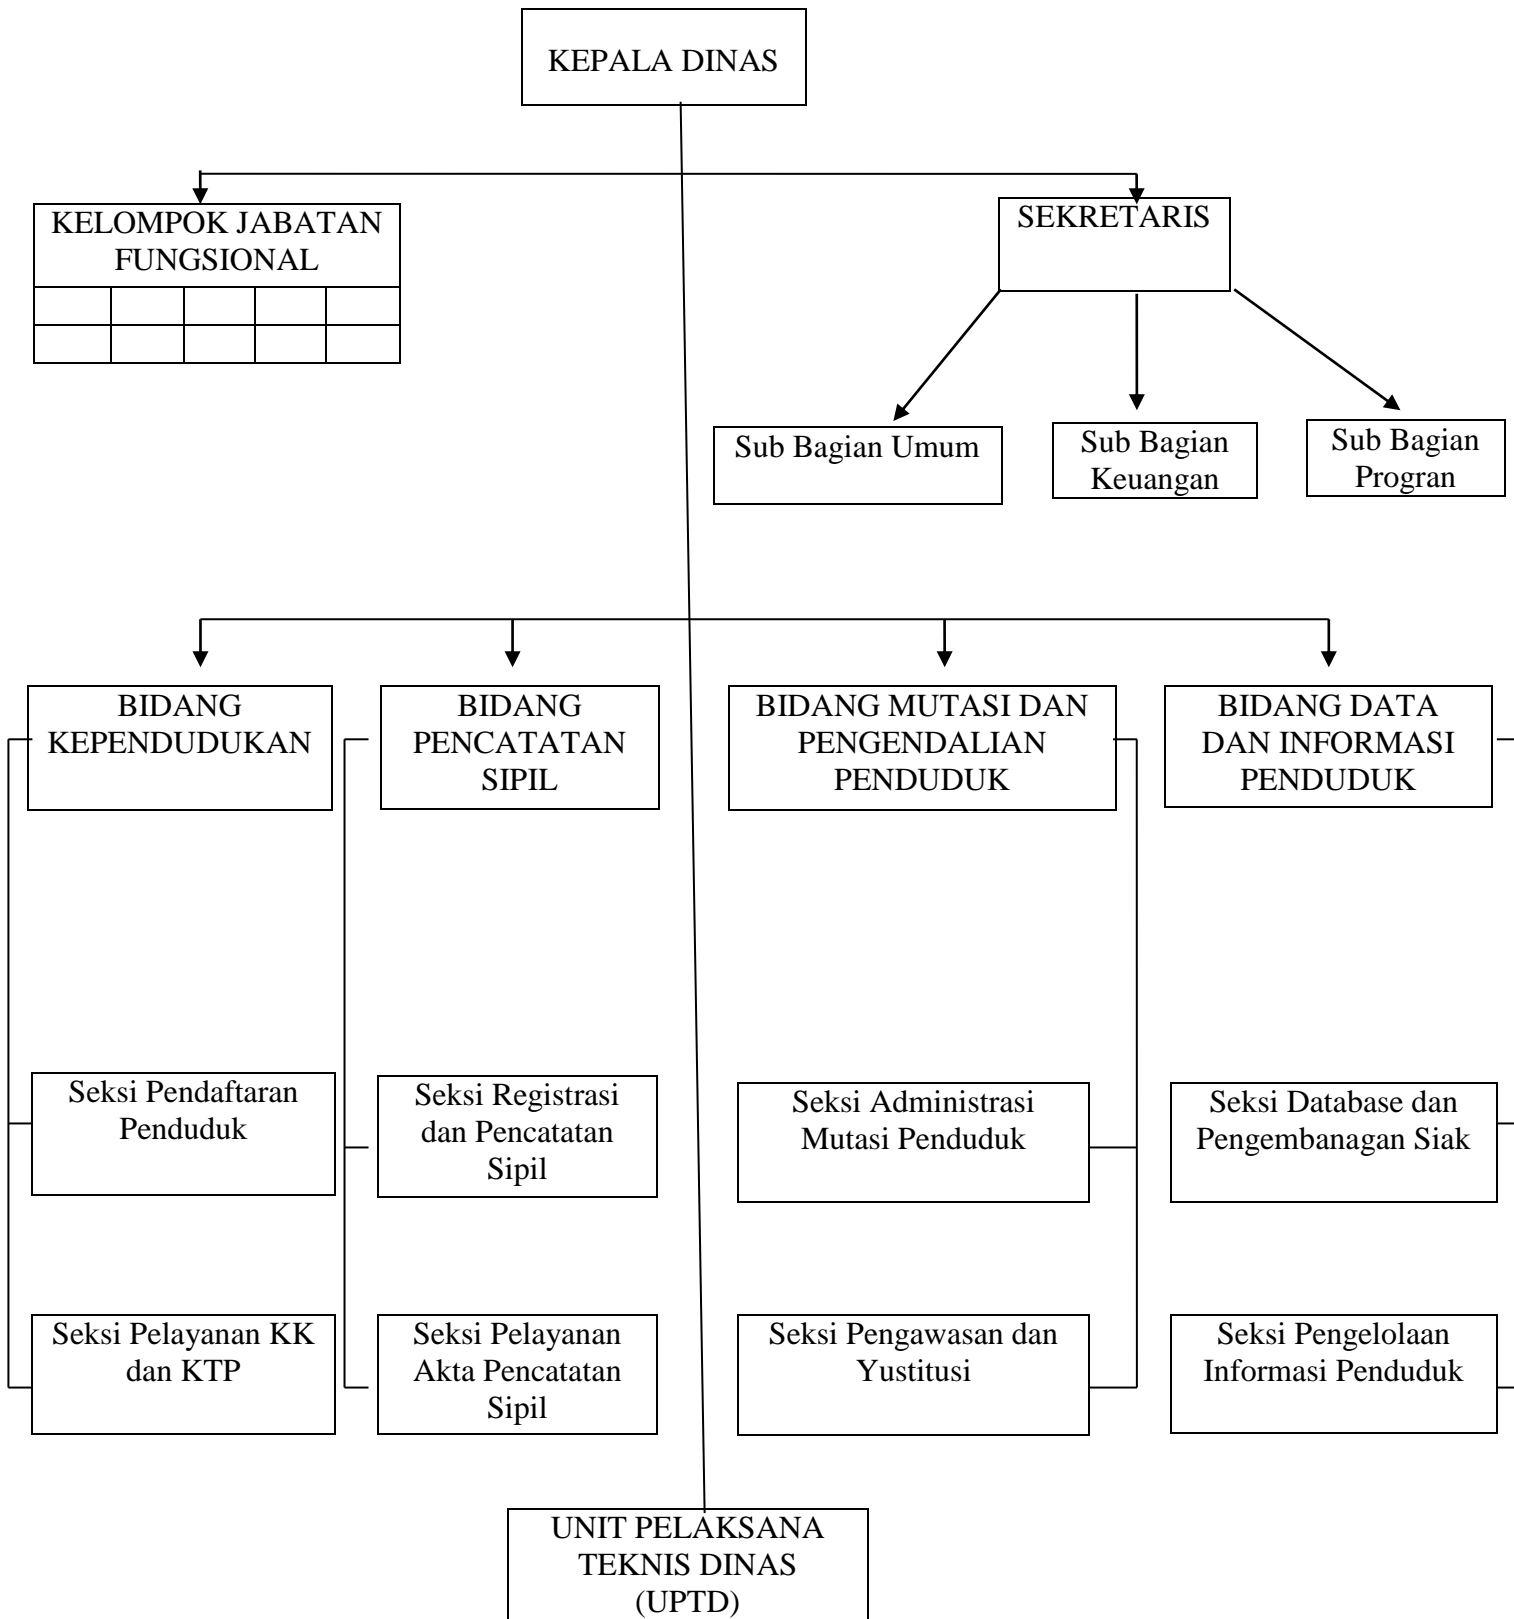 KEPALA DINAS
KELOMPOK JABATAN
FUNGSIONAL
SEKRETARIS
Sub Bagian Umum
Sub Bagian
Keuangan
Sub Bagian
Progran
BIDANG
KEPENDUDUKAN
BIDANG
PENCATATAN
SIPIL
BIDANG MUTASI DAN
PENGENDALIAN
PENDUDUK
BIDANG DATA
DAN INFORMASI
PENDUDUK
Seksi Pendaftaran
Penduduk
Seksi Registrasi
dan Pencatatan
Sipil
Seksi Administrasi
Mutasi Penduduk
Seksi Database dan
Pengembanagan Siak
Seksi Pelayanan KK
dan KTP
Seksi Pelayanan
Akta Pencatatan
Sipil
Seksi Pengawasan dan
Yustitusi
Seksi Pengelolaan
Informasi Penduduk
UNIT PELAKSANA
TEKNIS DINAS
(UPTD)